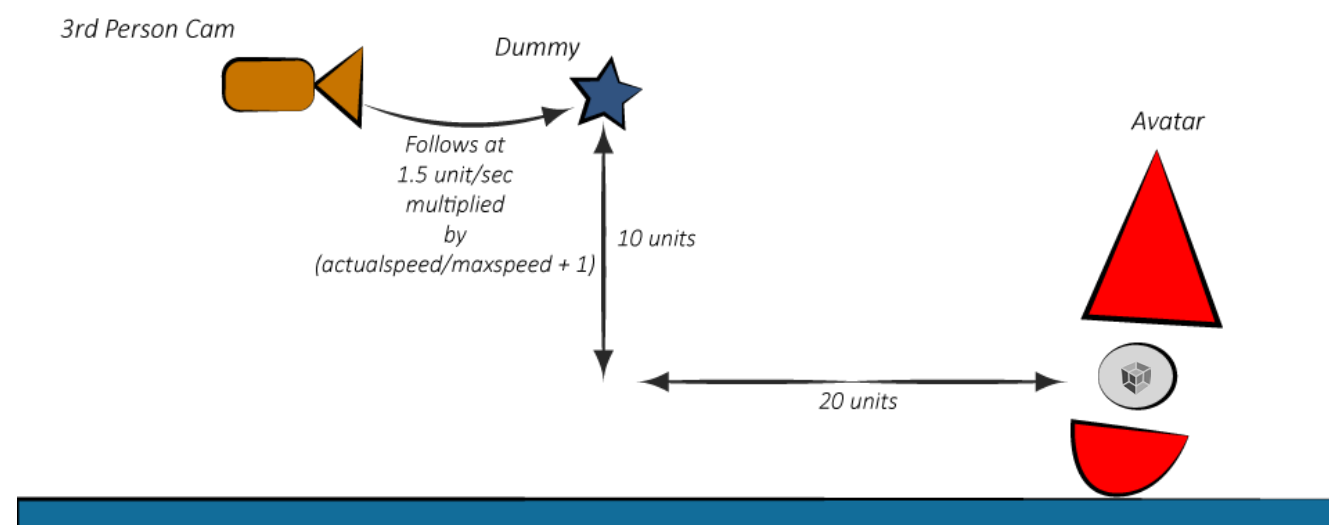 3rd Person Cam
Dummy
Avatar
Follows at
1.5 unit/sec
multiplied
by
(actualspeed/maxspeed + 1)
10 units
20 units